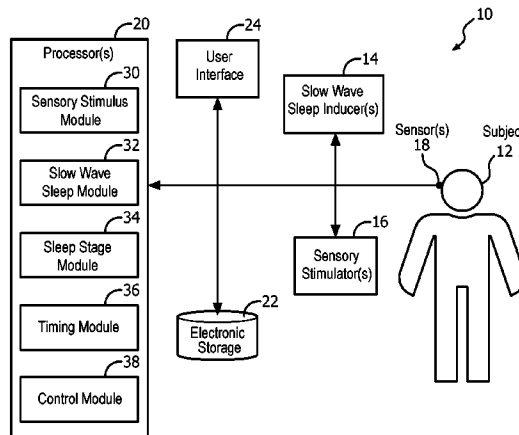 20
Processor(s)
30
Sensory Stimulus
Module
32
Slow Wave
Sleep Module
34
Sleep Stage
Module
36
Timing Module
38
Control Module
24
User
Interface
22
Electronic
Storage
14
Slow Wave
Sleep Inducer(s)
16
Sensory
Stimulator(s)
10
Sensor(s)
18
Subject
12